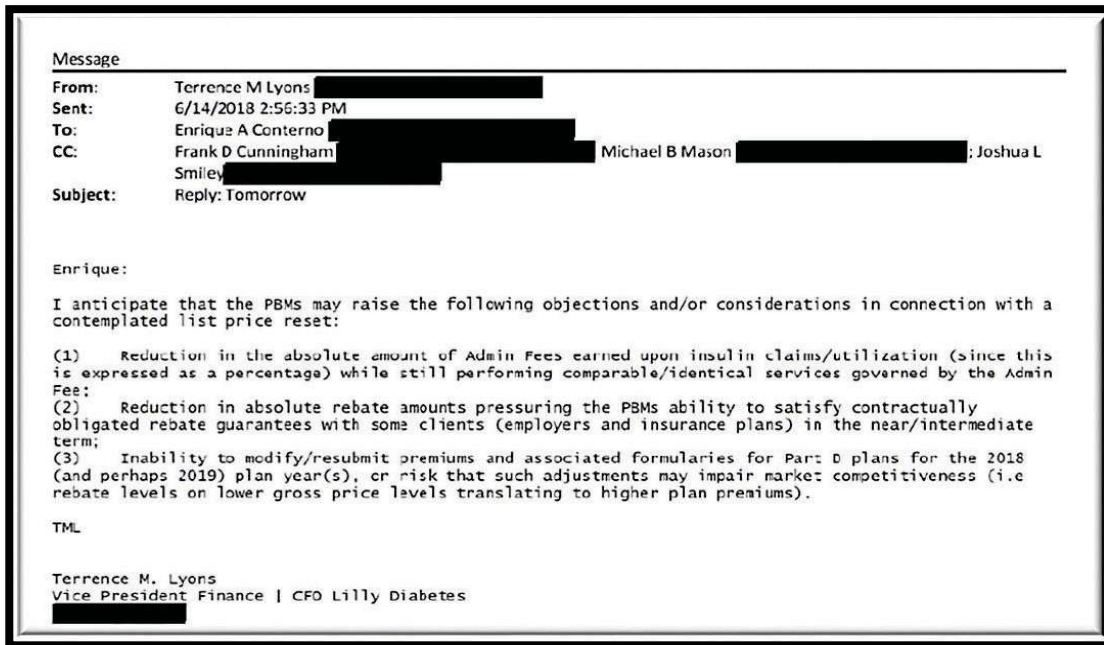 Message
From: Terrence M Lyons
Sent: 6/14/2018 2:56:33 PM
To: Enrique A Conterno
CC: Frank D Cunningham Michael B Mason ; Joshua L
Smiley
Subject: Reply: Tomorrow
Enrique:
I anticipate that the PBMs may raise the following objections and/or considerations in connection with a
contemplated list price reset:
(1) Reduction in the absolute amount of Admin Fees earned upon insulin claims/utilization (since this
is expressed as a percentage) while still performing comparable/identical services governed by the Admin
Fee;
(2) Reduction in absolute rebate amounts pressuring the PBMs ability to satisfy contractually
obligated rebate guarantees with some clients (employers and insurance plans) in the near/intermediate
term;
(3) Inability to modify/resubmit premiums and associated formularies for Part D plans for the 2018
(and perhaps 2019) plan year(s), or risk that such adjustments may impair market competitiveness (i.e
rebate levels on lower gross price levels translating to higher plan premiums).
TML
Terrence M. Lyons
Vice President Finance | CFO Lilly Diabetes